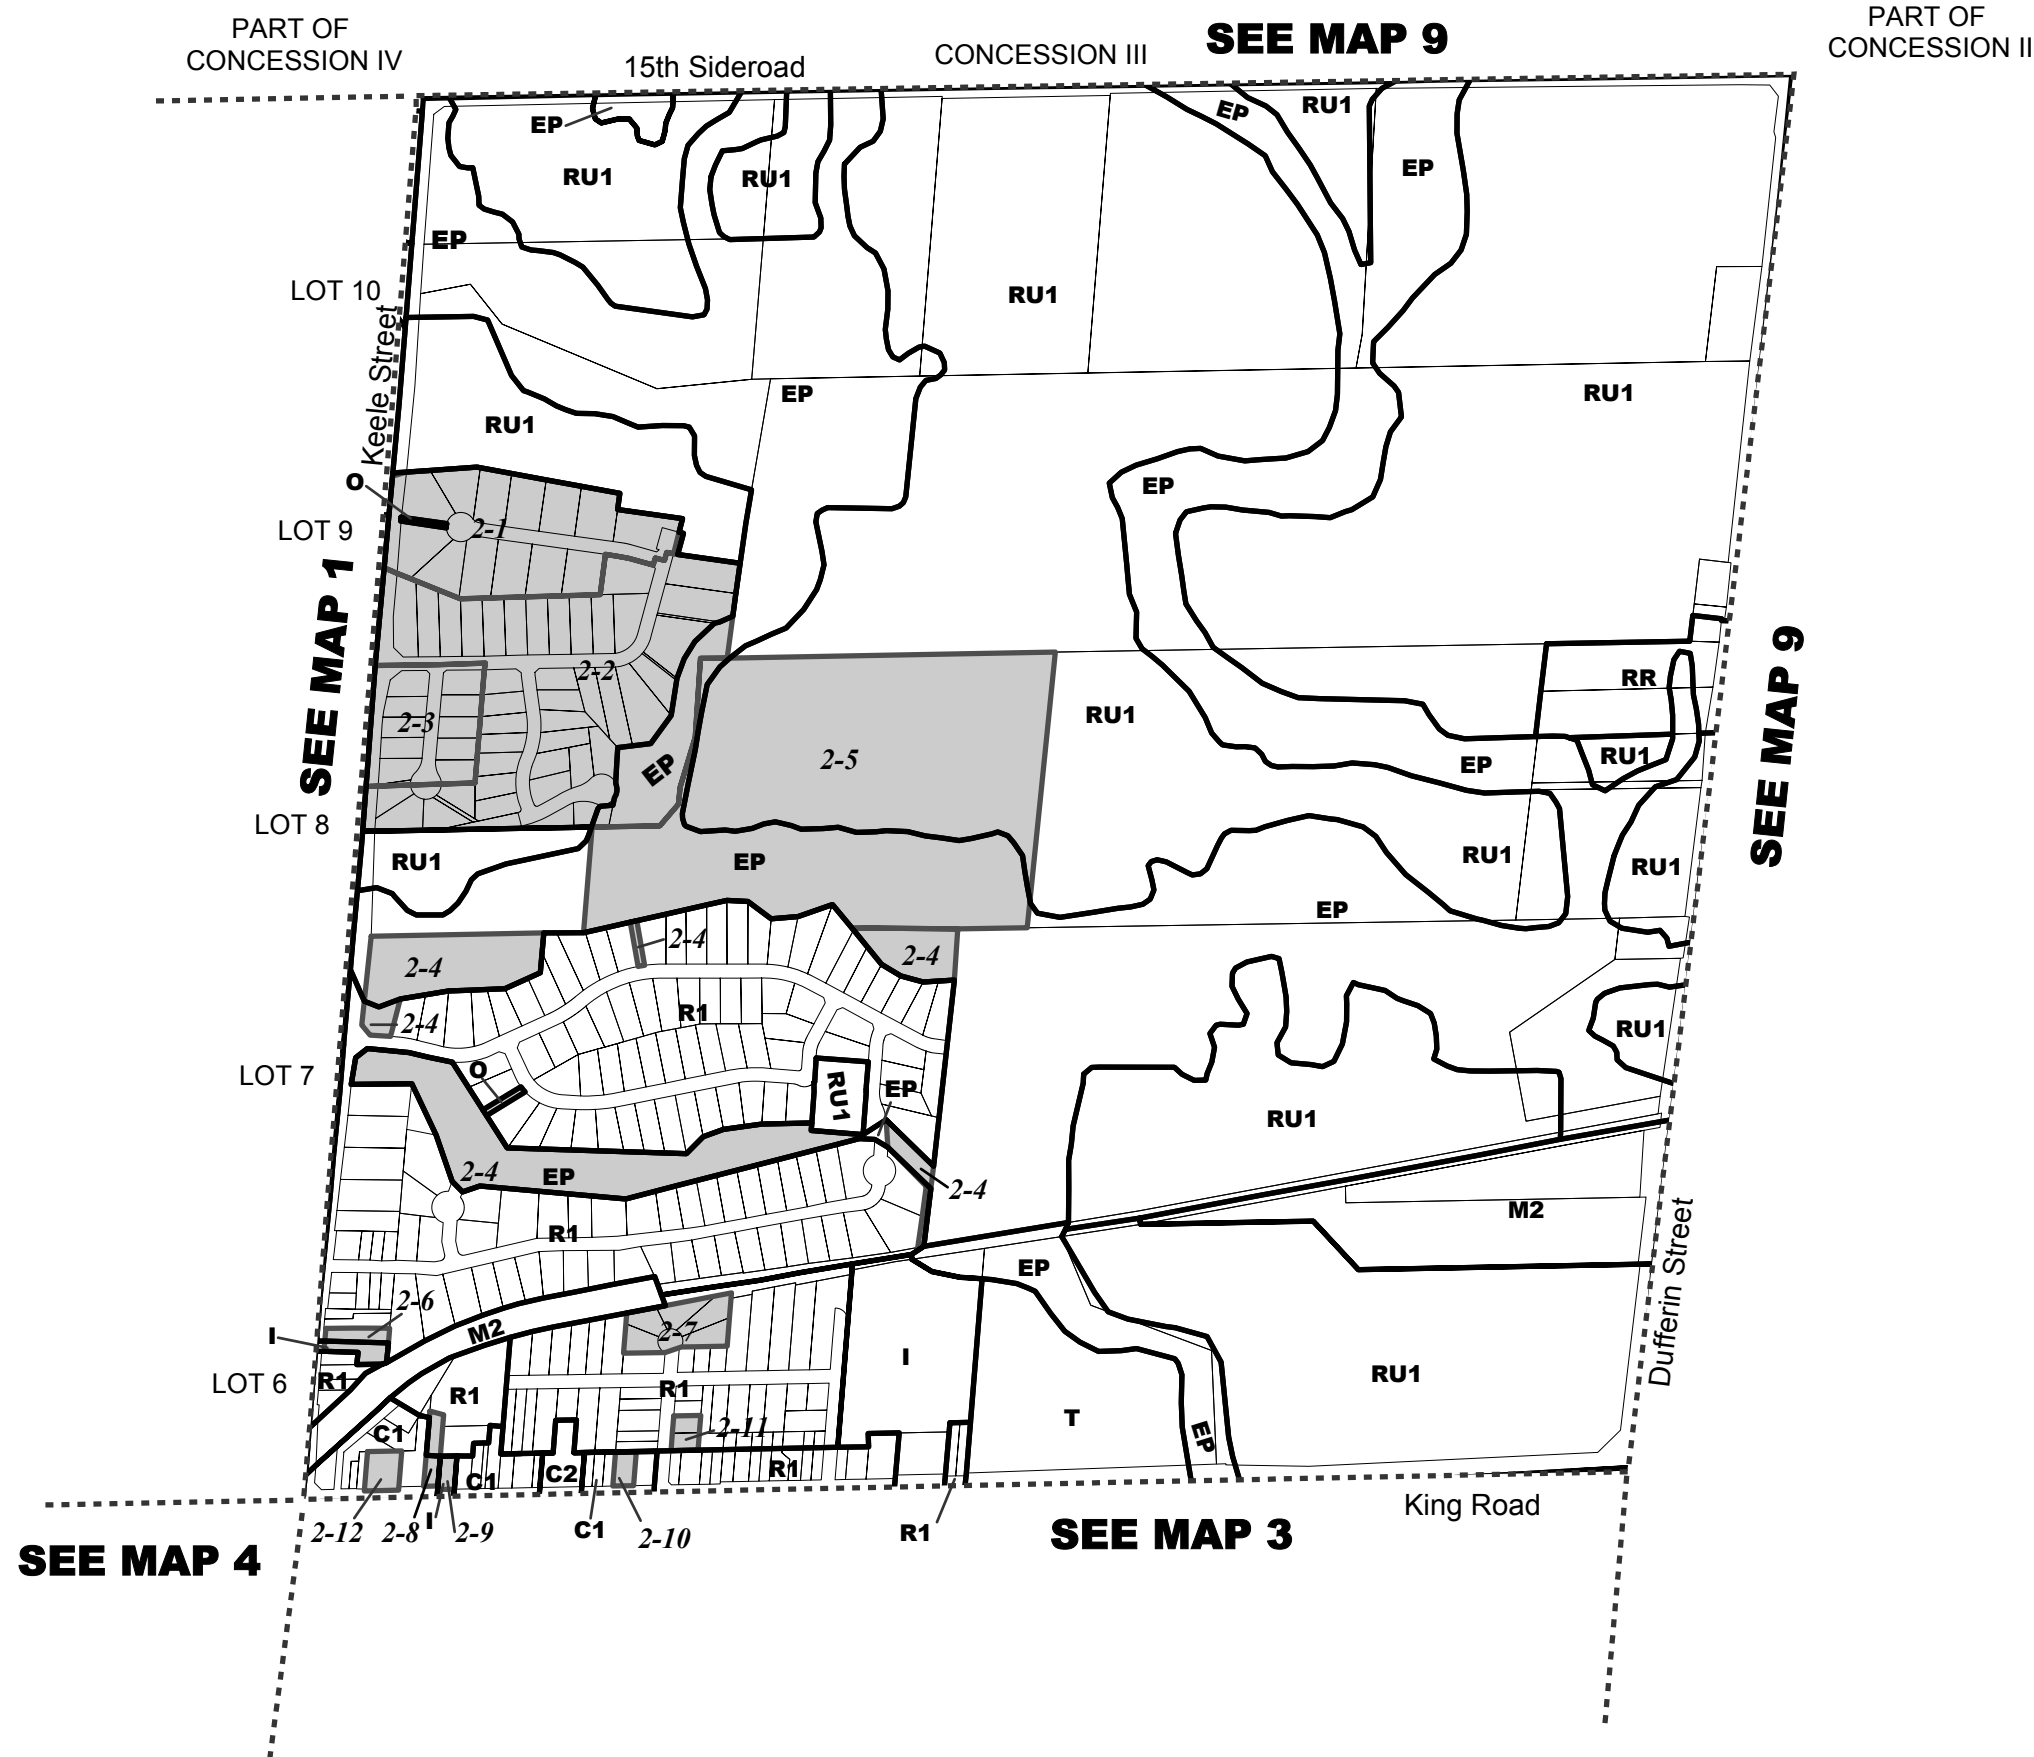 PART OF
CONCESSION IV
15th Sideroad
CONCESSION III
SEE MAP 9
PART OF
CONCESSION II
EP
RU1
RU1
EP
RU1
EP
EP
LOT 10
RU1
Keele Street
EP
RU1
RU1
O
EP
LOT 9
2-1
SEE MAP 1
2-2
RR
SEE MAP 9
2-3
RU1
2-5
EP
RU1
EP
LOT 8
RU1
EP
RU1
RU1
EP
2-4
2-4
2-4
R1
2-4
RU1
LOT 7
O
RU1
EP
RU1
2-4
EP
2-4
M2
R1
Dufferin Street
EP
2-6
I
M2
2-7
I
RU1
LOT 6
R1
R1
R1
T
C1
2-11
EP
C2
R1
C1
King Road
2-12
2-8
I
2-9
C1
2-10
R1
SEE MAP 3
SEE MAP 4